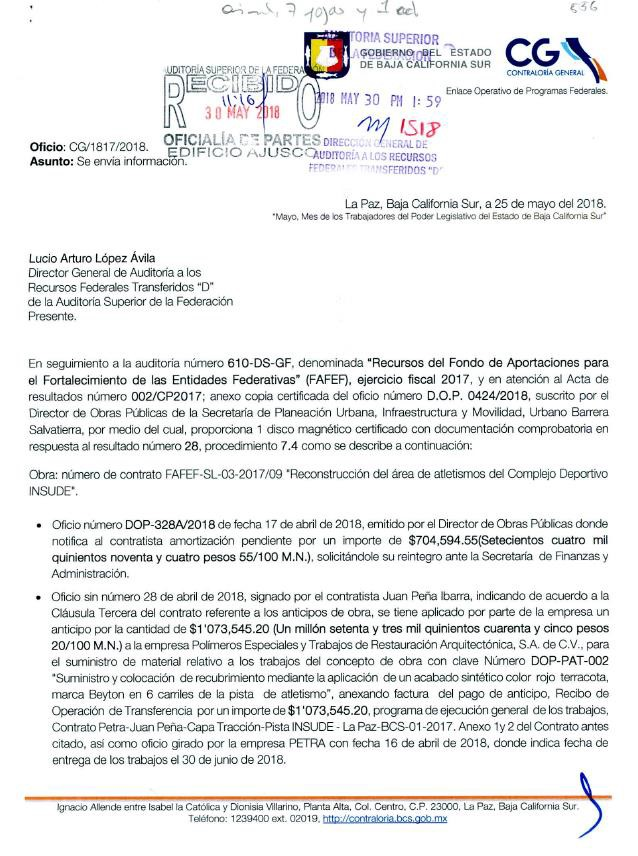 7 fojas y 1 cd
536
AUDITORIA SUPERIOR
DE LA FEDERACIÓN
GOBIERNO DEL ESTADO
DE BAJA CALIFORNIA SUR
CG
CONTRALORÍA GENERAL
Enlace Operativo de Programas Federales.
AUDITORÍA SUPERIOR DE LA FEDERACIÓN
RECIBIDO
11:16
30 MAY 2018
OFICIALÍA DE PARTES
EDIFICIO AJUSCO
2018 MAY 30 PM 1:59
1518
DIRECCIÓN GENERAL DE
AUDITORÍA A LOS RECURSOS
FEDERALES TRANSFERIDOS "D"
Oficio: CG/1817/2018.
Asunto: Se envía información.
La Paz, Baja California Sur, a 25 de mayo del 2018.
"Mayo, Mes de los Trabajadores del Poder Legislativo del Estado de Baja California Sur"
Lucio Arturo López Ávila
Director General de Auditoría a los
Recursos Federales Transferidos "D"
de la Auditoría Superior de la Federación
Presente.
En seguimiento a la auditoría número 610-DS-GF, denominada "Recursos del Fondo de Aportaciones para
el Fortalecimiento de las Entidades Federativas" (FAFEF), ejercicio fiscal 2017, y en atención al Acta de
resultados número 002/CP2017; anexo copia certificada del oficio número D.O.P. 0424/2018, suscrito por el
Director de Obras Públicas de la Secretaría de Planeación Urbana, Infraestructura y Movilidad, Urbano Barrera
Salvatierra, por medio del cual, proporciona 1 disco magnético certificado con documentación comprobatoria en
respuesta al resultado número 28, procedimiento 7.4 como se describe a continuación:
Obra: número de contrato FAFEF-SL-03-2017/09 "Reconstrucción del área de atletismos del Complejo Deportivo
INSUDE".
• Oficio número DOP-328A/2018 de fecha 17 de abril de 2018, emitido por el Director de Obras Públicas donde
notifica al contratista amortización pendiente por un importe de $704,594.55(Setecientos cuatro mil
quinientos noventa y cuatro pesos 55/100 M.N.), solicitándole su reintegro ante la Secretaría de Finanzas y
Administración.
• Oficio sin número 28 de abril de 2018, signado por el contratista Juan Peña Ibarra, indicando de acuerdo a la
Cláusula Tercera del contrato referente a los anticipos de obra, se tiene aplicado por parte de la empresa un
anticipo por la cantidad de $1'073,545.20 (Un millón setenta y tres mil quinientos cuarenta y cinco pesos
20/100 M.N.) a la empresa Polímeros Especiales y Trabajos de Restauración Arquitectónica, S.A. de C.V., para
el suministro de material relativo a los trabajos del concepto de obra con clave Número DOP-PAT-002
"Suministro y colocación de recubrimiento mediante la aplicación de un acabado sintético color rojo terracota,
marca Beyton en 6 carriles de la pista de atletismo", anexando factura del pago de anticipo, Recibo de
Operación de Transferencia por un importe de $1'073,545.20, programa de ejecución general de los trabajos,
Contrato Petra-Juan Peña-Capa Tracción-Pista INSUDE - La Paz-BCS-01-2017. Anexo 1y 2 del Contrato antes
citado, así como oficio girado por la empresa PETRA con fecha 16 de abril de 2018, donde indica fecha de
entrega de los trabajos el 30 de junio de 2018.
Ignacio Allende entre Isabel la Católica y Dionisia Villarino, Planta Alta, Col. Centro, C.P. 23000, La Paz, Baja California Sur.
Teléfono: 1239400 ext. 02019, http://contraloria.bcs.gob.mx